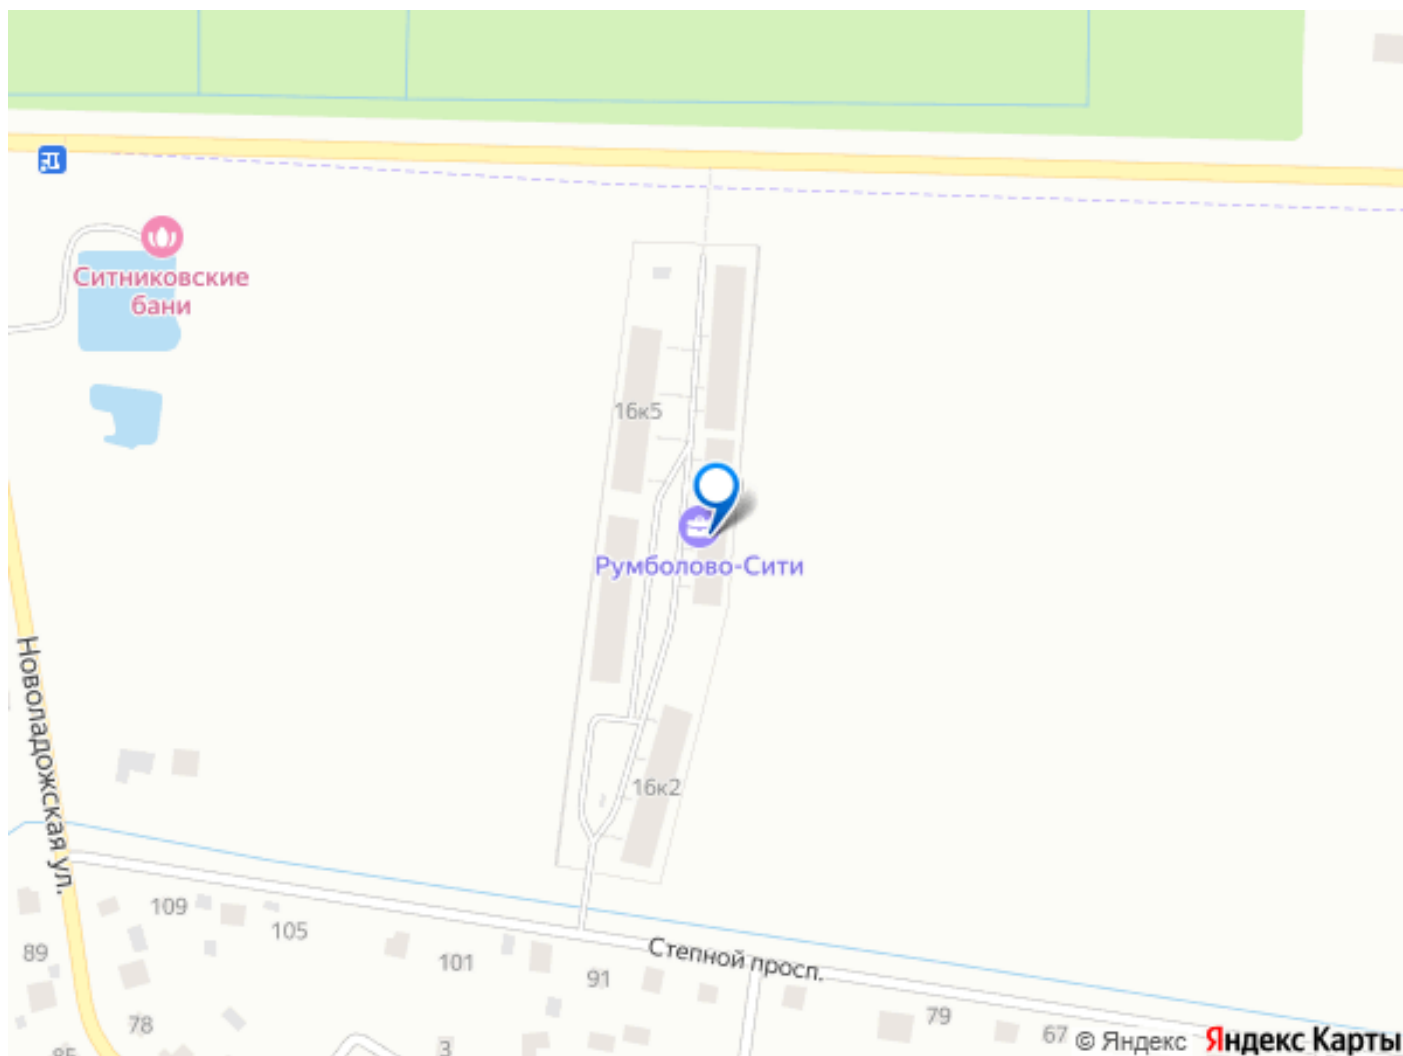 Ситниковские
бани
16к5
Румболово-Сити
Новоладожская ул.
16к2
109
105
89
101
Степной просп.
91
79
78
67
3
85
© Яндекс
Яндекс Карты